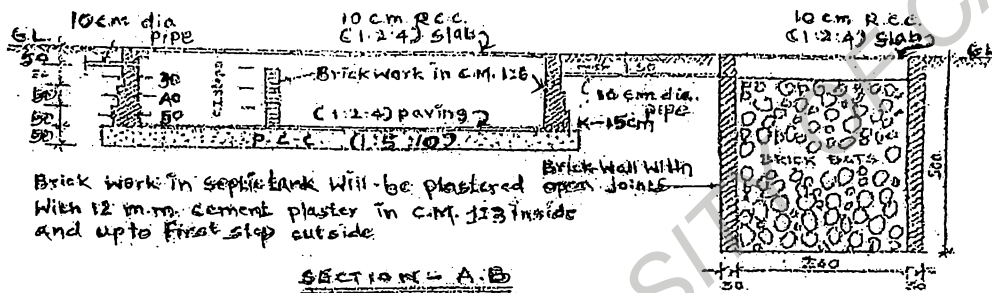 10 cm dia
PIPE
10 cm R.C.C.
(1:2:4) Slab
10 cm R.C.C.
(1:2:4) Slab
G.L.
G.L.
50
50
50
50
30
40
50
Brick work in C.M. 1:6
(1:2:4) paving
10 cm dia.
pipe
15cm
P.C.C. (1:5:10)
Brick wall with
open Joints
BRICK BATS
300
Brick work in Septic tank will be plastered
With 12 m.m. cement plaster in C.M. 1:3 inside
and upto First step outside
30
30
SECTION - A.B